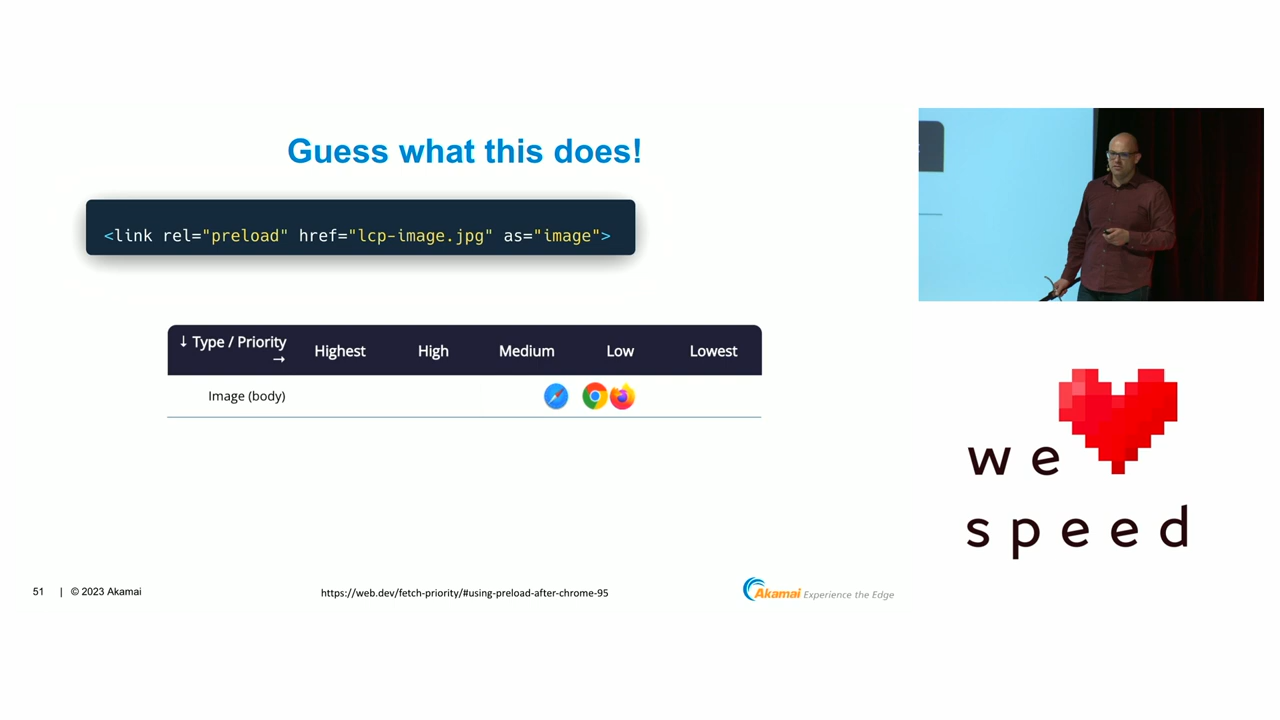 Guess what this does!
<link rel="preload" href="lcp-image.jpg" as="image">
↓ Type / Priority →
Highest
High
Medium
Low
Lowest
Image (body)
we
speed
51 | © 2023 Akamai
https://web.dev/fetch-priority/#using-preload-after-chrome-95
Akamai Experience the Edge